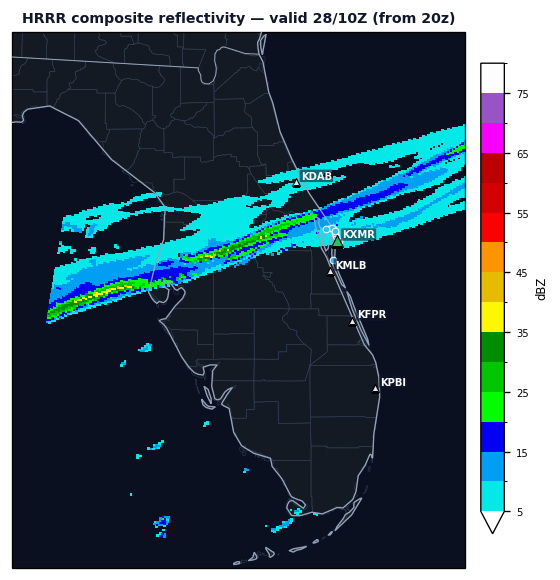 HRRR composite reflectivity — valid 28/10Z (from 20z)
KDAB
KXMR
KMLB
KFPR
KPBI
75
65
55
45
35
25
15
5
dBZ